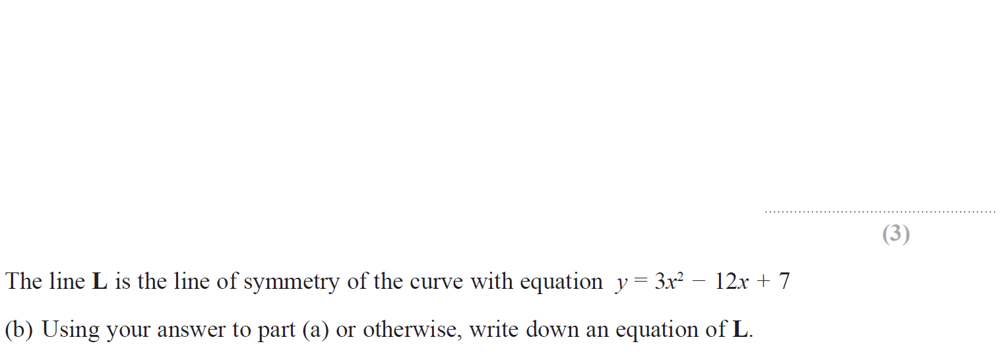 ........................................................
(3)
The line L is the line of symmetry of the curve with equation y = 3x² − 12x + 7
(b) Using your answer to part (a) or otherwise, write down an equation of L.